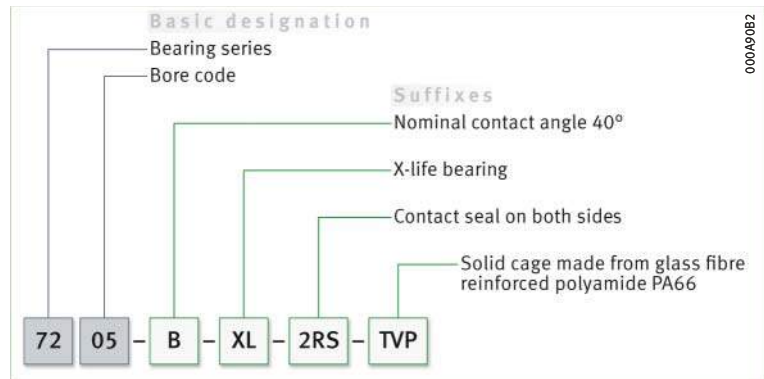 Basic designation
Bearing series
Bore code
Suffixes
Nominal contact angle 40°
X-life bearing
Contact seal on both sides
Solid cage made from glass fibre
reinforced polyamide PA66
72 05 – B – XL – 2RS – TVP
000A90B2